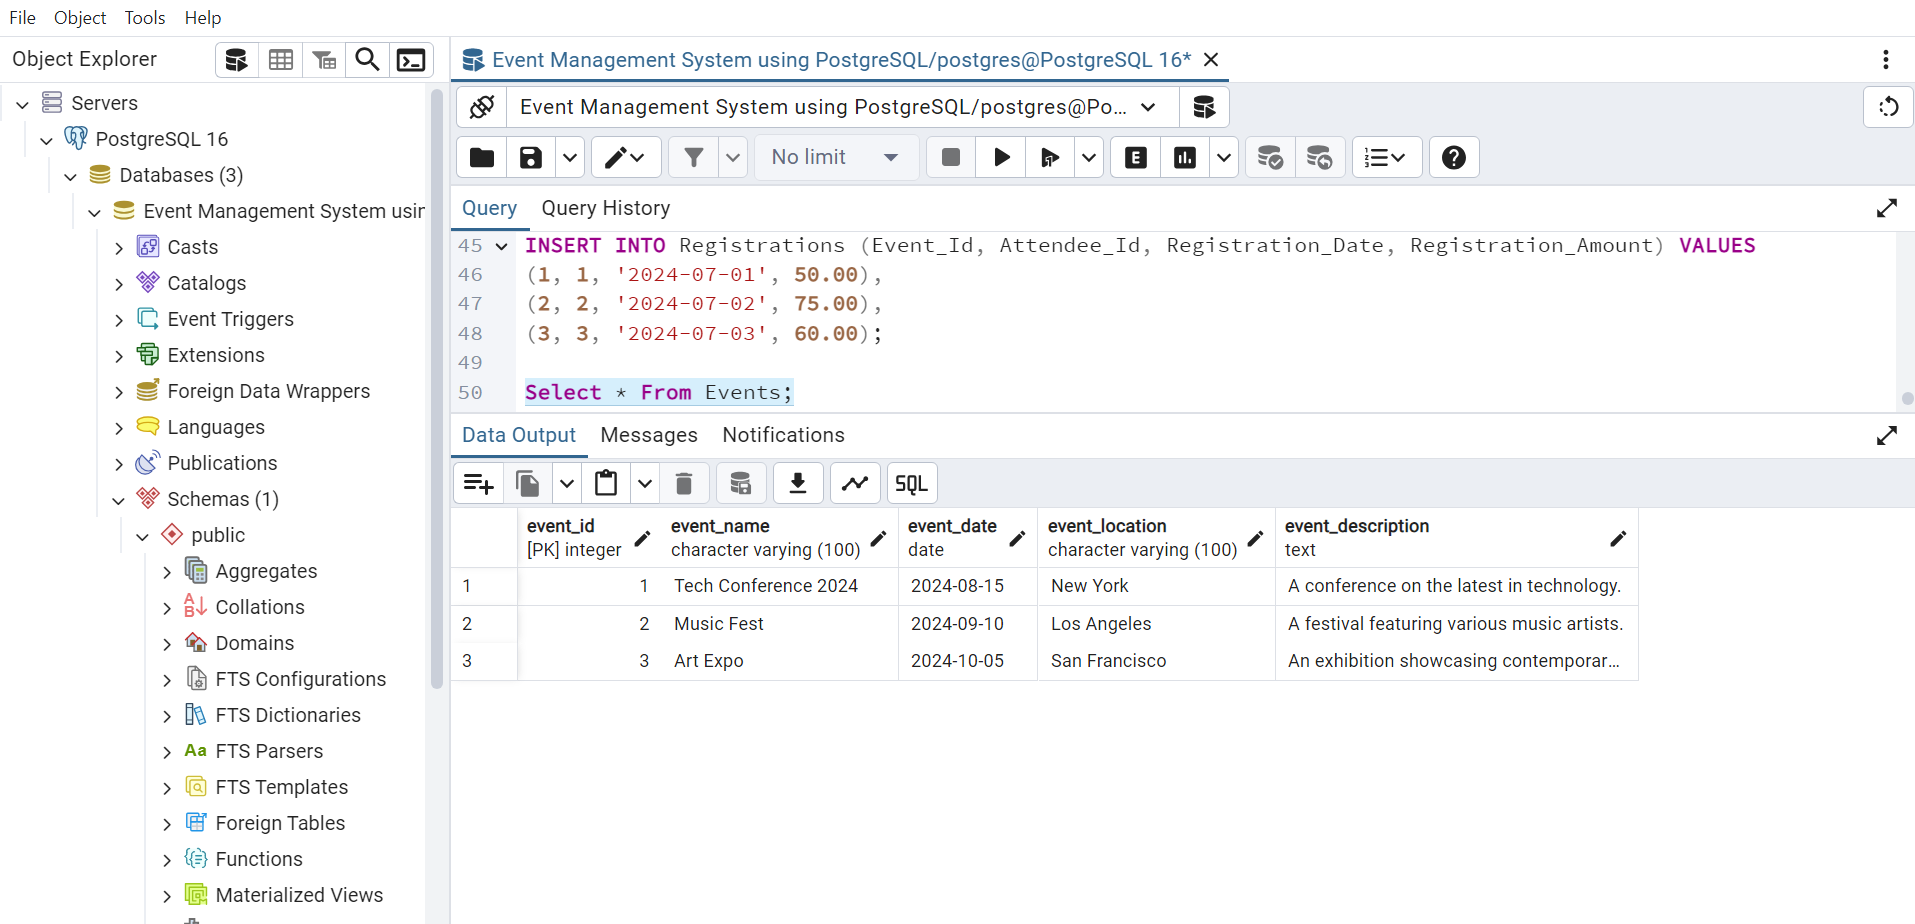 File Object Tools Help
Object Explorer
Servers
PostgreSQL 16
Databases (3)
Event Management System usin
Casts
Catalogs
Event Triggers
Extensions
Foreign Data Wrappers
Languages
Publications
Schemas (1)
public
Aggregates
Collations
Domains
FTS Configurations
FTS Dictionaries
Aa FTS Parsers
FTS Templates
Foreign Tables
Functions
Materialized Views
Event Management System using PostgreSQL/postgres@PostgreSQL 16*
Event Management System using PostgreSQL/postgres@Po...
No limit
E
Query Query History
45 INSERT INTO Registrations (Event_Id, Attendee_Id, Registration_Date, Registration_Amount) VALUES
46 (1, 1, '2024-07-01', 50.00),
47 (2, 2, '2024-07-02', 75.00),
48 (3, 3, '2024-07-03', 60.00);
49
50 Select * From Events;
Data Output Messages Notifications
SQL
event_id event_name event_date event_location event_description
[PK] integer character varying (100) date character varying (100) text
1 1 Tech Conference 2024 2024-08-15 New York A conference on the latest in technology.
2 2 Music Fest 2024-09-10 Los Angeles A festival featuring various music artists.
3 3 Art Expo 2024-10-05 San Francisco An exhibition showcasing contemporar...